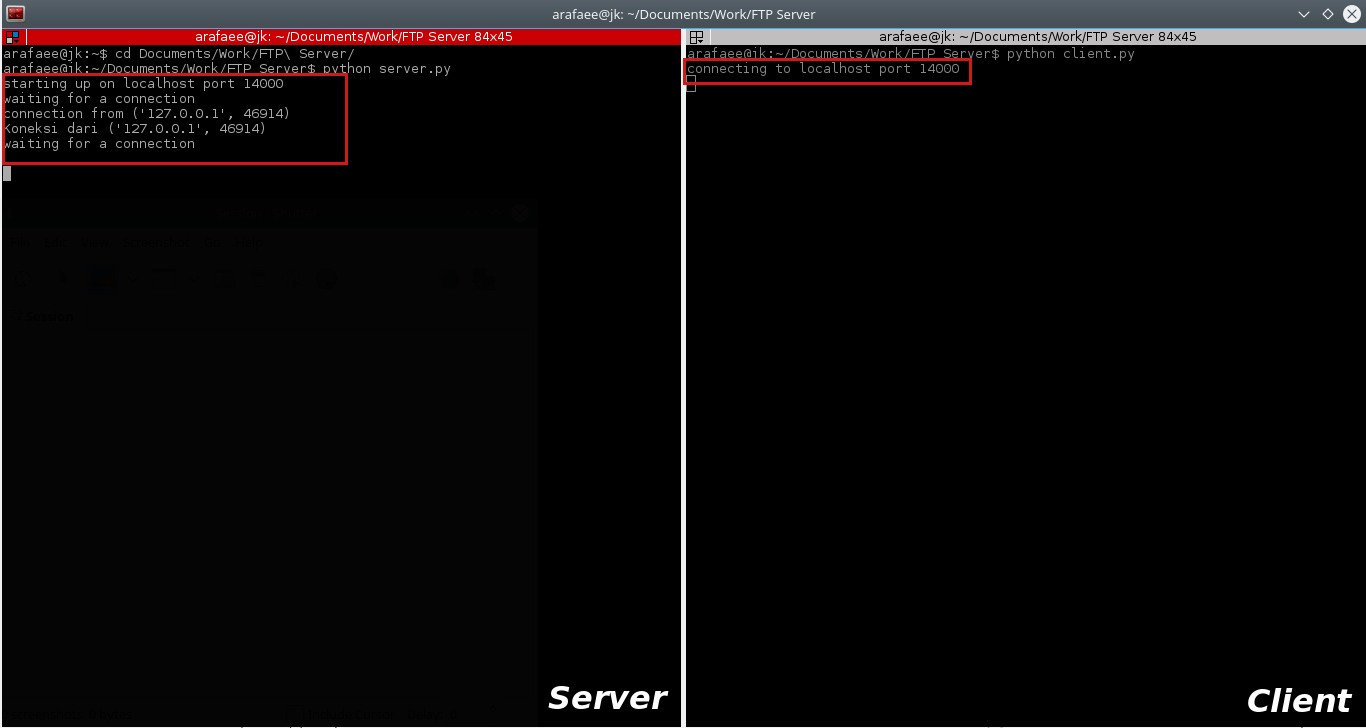 arafaee@jk: ~/Documents/Work/FTP Server
arafaee@jk: ~/Documents/Work/FTP Server 84x45
arafaee@jk:~$ cd Documents/Work/FTP\ Server/
arafaee@jk:~/Documents/Work/FTP Server$ python server.py
starting up on localhost port 14000
waiting for a connection
connection from ('127.0.0.1', 46914)
Koneksi dari ('127.0.0.1', 46914)
waiting for a connection
Server
arafaee@jk: ~/Documents/Work/FTP Server 84x45
arafaee@jk:~/Documents/Work/FTP Server$ python client.py
connecting to localhost port 14000
Client